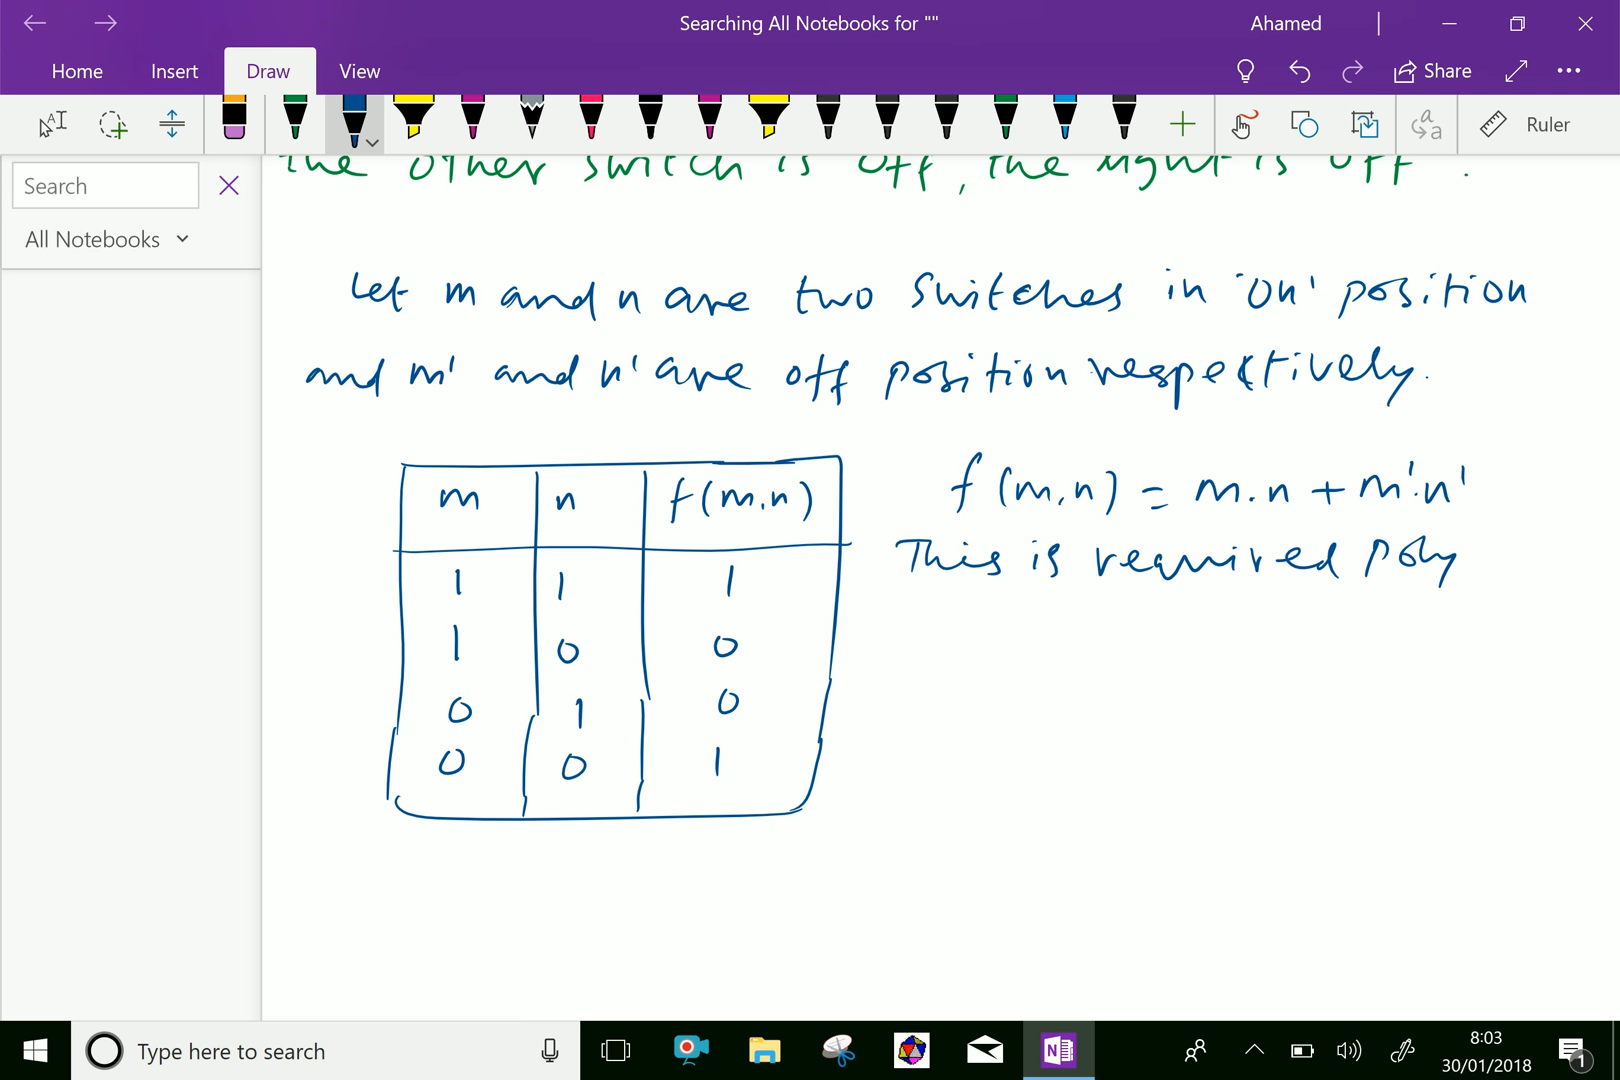 Searching All Notebooks for ""
Ahamed
Home Insert Draw View
Share
Ruler
Search
All Notebooks
the other switch is off, the light is off.
Let m and n are two switches in 'on' position
and m' and n' are off position respectively.
m n f(m,n)
1 1 1
1 0 0
0 1 0
0 0 1
f(m,n) = m.n + m'.n'
This is required poly
Type here to search
8:03
30/01/2018
1